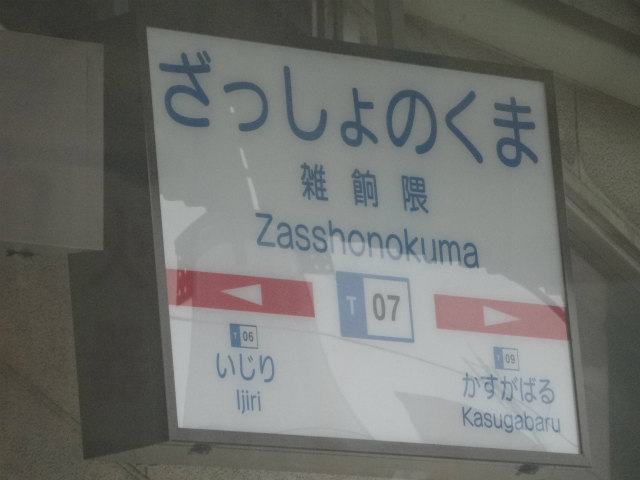 ざっしょのくま
雑餉隈
Zasshonokuma
T 07
T 06
いじり
Ijiri
T 09
かすがばる
Kasugabaru